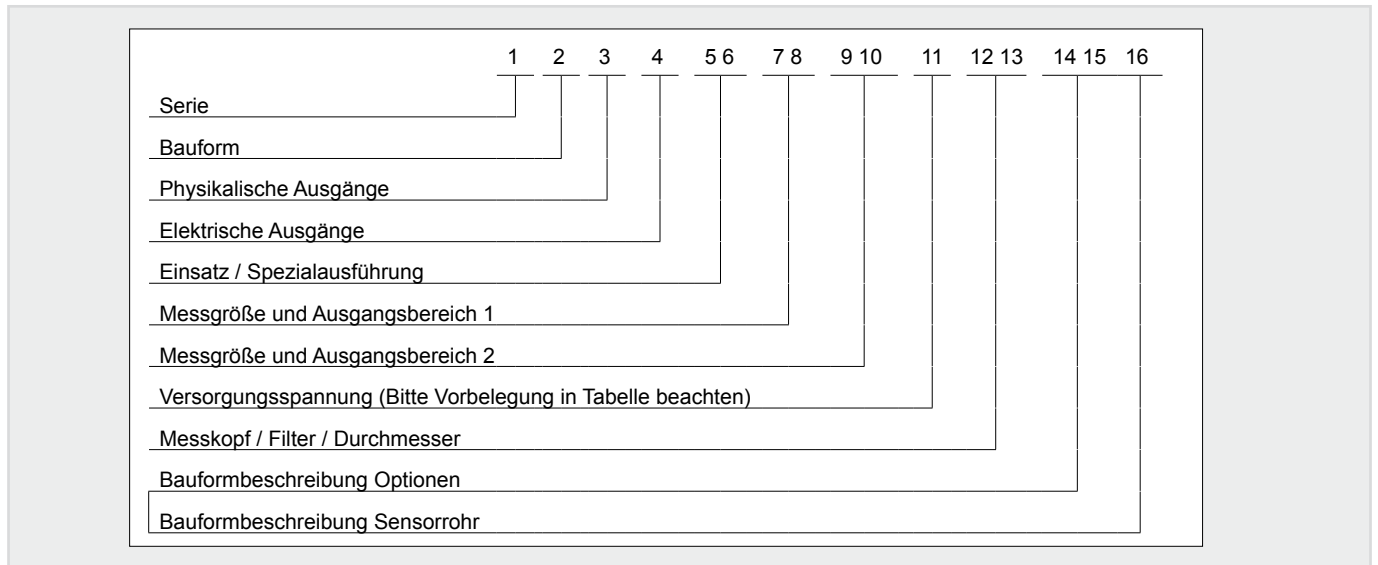 1 2 3 4 5 6 7 8 9 10 11 12 13 14 15 16
Serie
Bauform
Physikalische Ausgänge
Elektrische Ausgänge
Einsatz / Spezialausführung
Messgröße und Ausgangsbereich 1
Messgröße und Ausgangsbereich 2
Versorgungsspannung (Bitte Vorbelegung in Tabelle beachten)
Messkopf / Filter / Durchmesser
Bauformbeschreibung Optionen
Bauformbeschreibung Sensorrohr